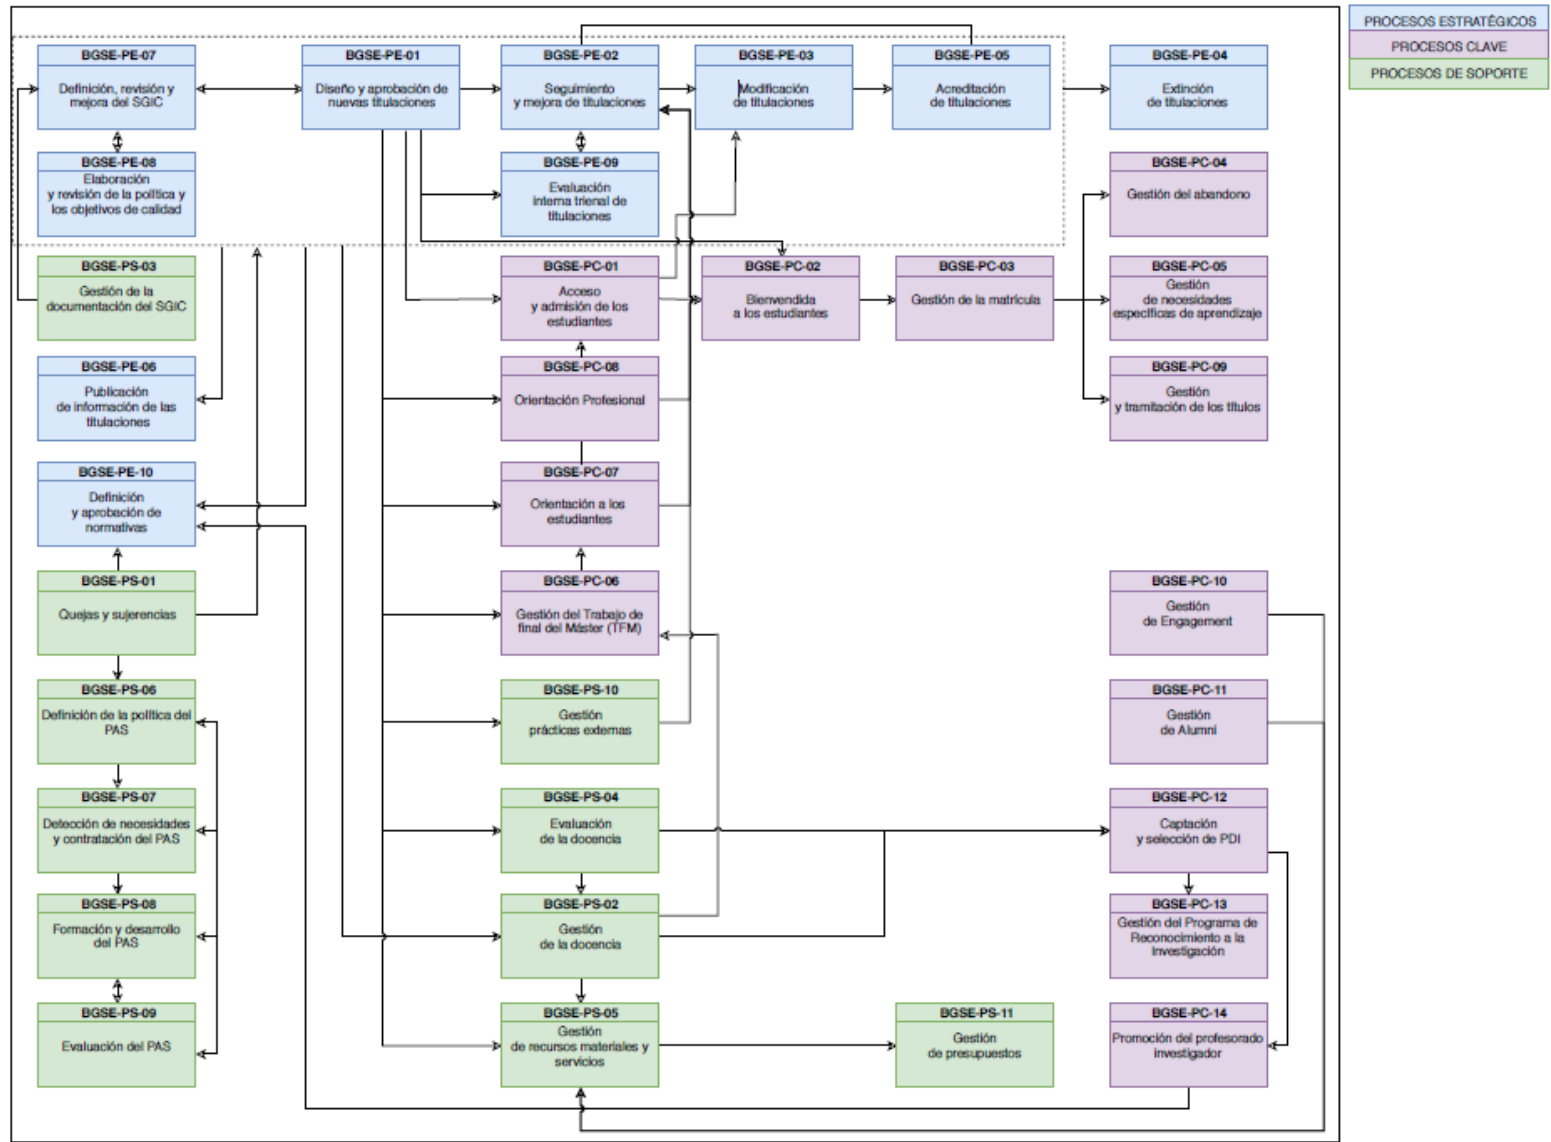 PROCESOS ESTRATÉGICOS
PROCESOS CLAVE
PROCESOS DE SOPORTE
BGSE-PE-07
Definición, revisión y
mejora del SGIC
BGSE-PE-01
Diseño y aprobación de
nuevas titulaciones
BGSE-PE-02
Seguimiento
y mejora de titulaciones
BGSE-PE-03
Modificación
de titulaciones
BGSE-PE-05
Acreditación
de titulaciones
BGSE-PE-04
Extinción
de titulaciones
BGSE-PE-08
Elaboración
y revisión de la política y
los objetivos de calidad
BGSE-PE-09
Evaluación
interna trienal de
titulaciones
BGSE-PC-04
Gestión del abandono
BGSE-PS-03
Gestión de la
documentación del SGIC
BGSE-PC-01
Acceso
y admisión de los
estudiantes
BGSE-PC-02
Bienvendida
a los estudiantes
BGSE-PC-03
Gestión de la matrícula
BGSE-PC-05
Gestión
de necesidades
específicas de aprendizaje
BGSE-PE-06
Publicación
de información de las
titulaciones
BGSE-PC-08
Orientación Profesional
BGSE-PC-09
Gestión
y tramitación de los títulos
BGSE-PE-10
Definición
y aprobación de
normativas
BGSE-PC-07
Orientación a los
estudiantes
BGSE-PS-01
Quejas y sujerencias
BGSE-PC-06
Gestión del Trabajo de
final del Máster (TFM)
BGSE-PC-10
Gestión
de Engagement
BGSE-PS-06
Definición de la política del
PAS
BGSE-PS-10
Gestión
prácticas externas
BGSE-PC-11
Gestión
de Alumni
BGSE-PS-07
Detección de necesidades
y contratación del PAS
BGSE-PS-04
Evaluación
de la docencia
BGSE-PC-12
Captación
y selección de PDI
BGSE-PS-08
Formación y desarrollo
del PAS
BGSE-PS-02
Gestión
de la docencia
BGSE-PC-13
Gestión del Programa de
Reconocimiento a la
Investigación
BGSE-PS-09
Evaluación del PAS
BGSE-PS-05
Gestión
de recursos materiales y
servicios
BGSE-PS-11
Gestión
de presupuestos
BGSE-PC-14
Promoción del profesorado
investigador